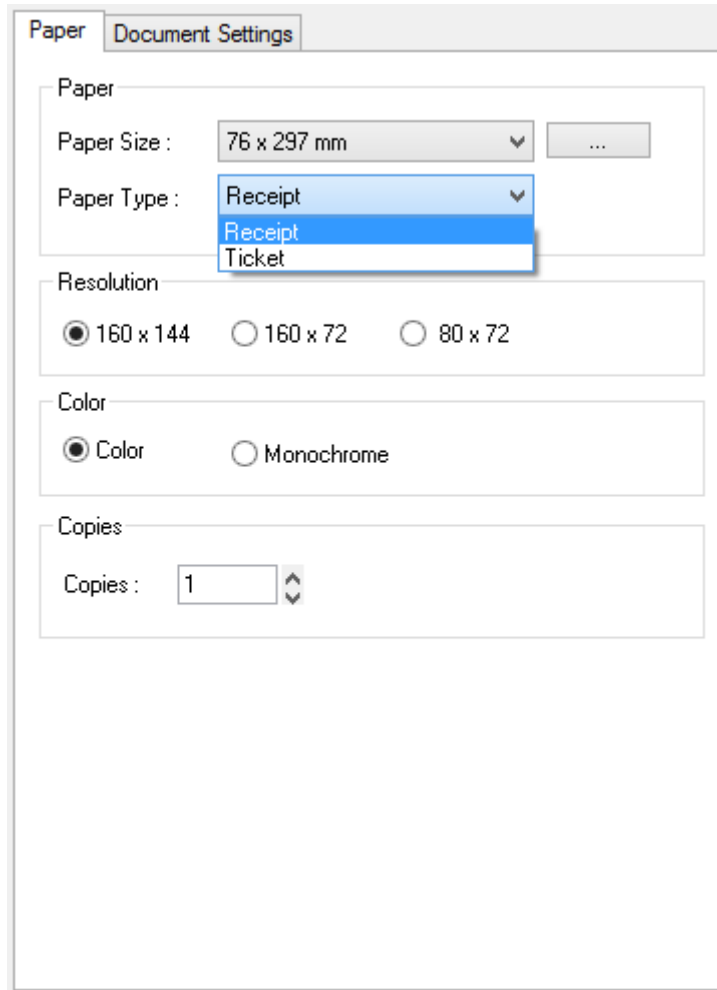 Paper Document Settings
Paper
Paper Size : 76 x 297 mm ...
Paper Type : Receipt
Receipt
Ticket
Resolution
160 x 144 160 x 72 80 x 72
Color
Color Monochrome
Copies
Copies : 1